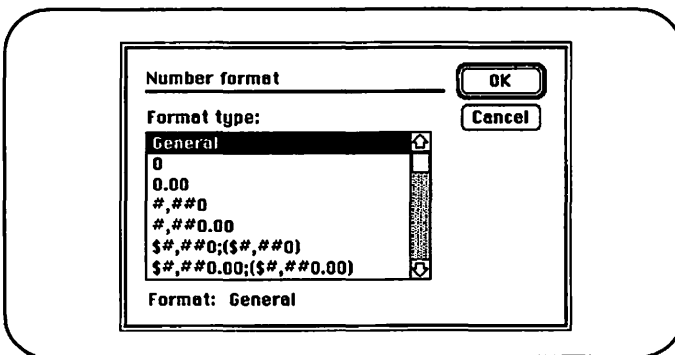 Number format
OK
Format type:
Cancel
General
0
0.00
#,##0
#,##0.00
$#,##0;($#,##0)
$#,##0.00;($#,##0.00)
Format: General